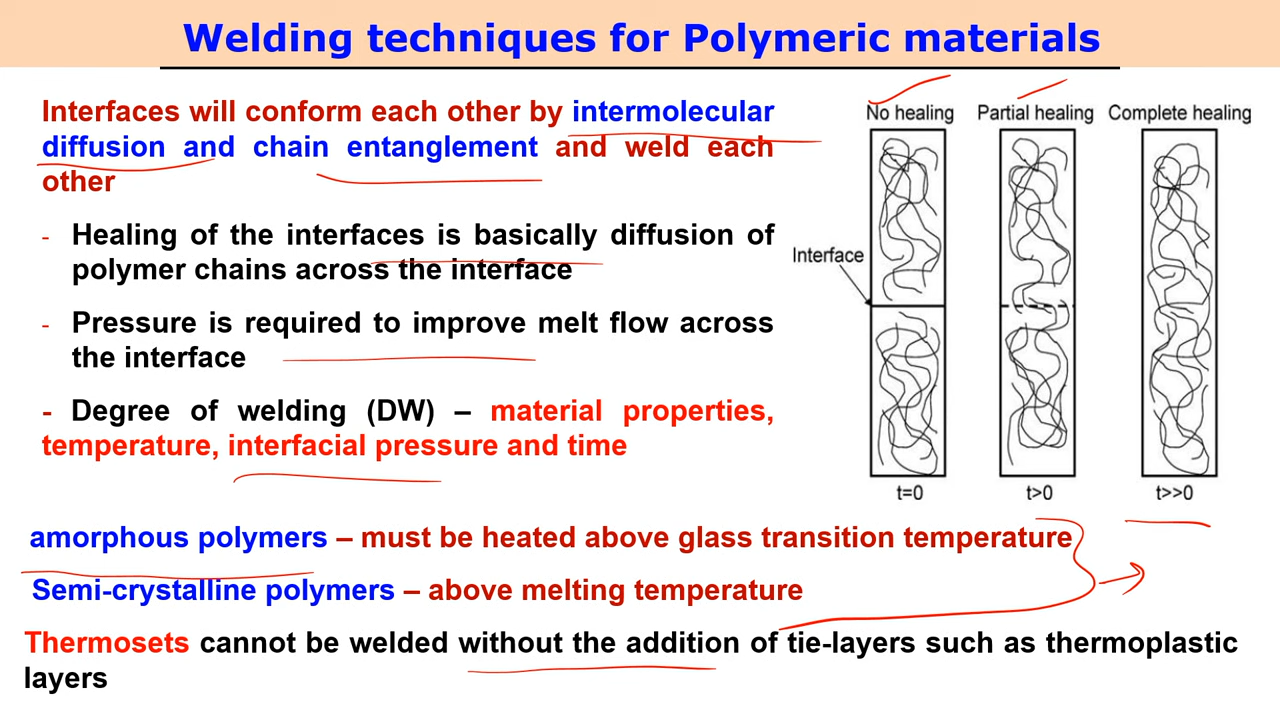 Welding techniques for Polymeric materials
Interfaces will conform each other by intermolecular
diffusion and chain entanglement and weld each
other
- Healing of the interfaces is basically diffusion of
polymer chains across the interface
- Pressure is required to improve melt flow across
the interface
- Degree of welding (DW) – material properties,
temperature, interfacial pressure and time
No healing
Partial healing
Complete healing
Interface
t=0
t>0
t>>0
amorphous polymers – must be heated above glass transition temperature
Semi-crystalline polymers – above melting temperature
Thermosets cannot be welded without the addition of tie-layers such as thermoplastic
layers